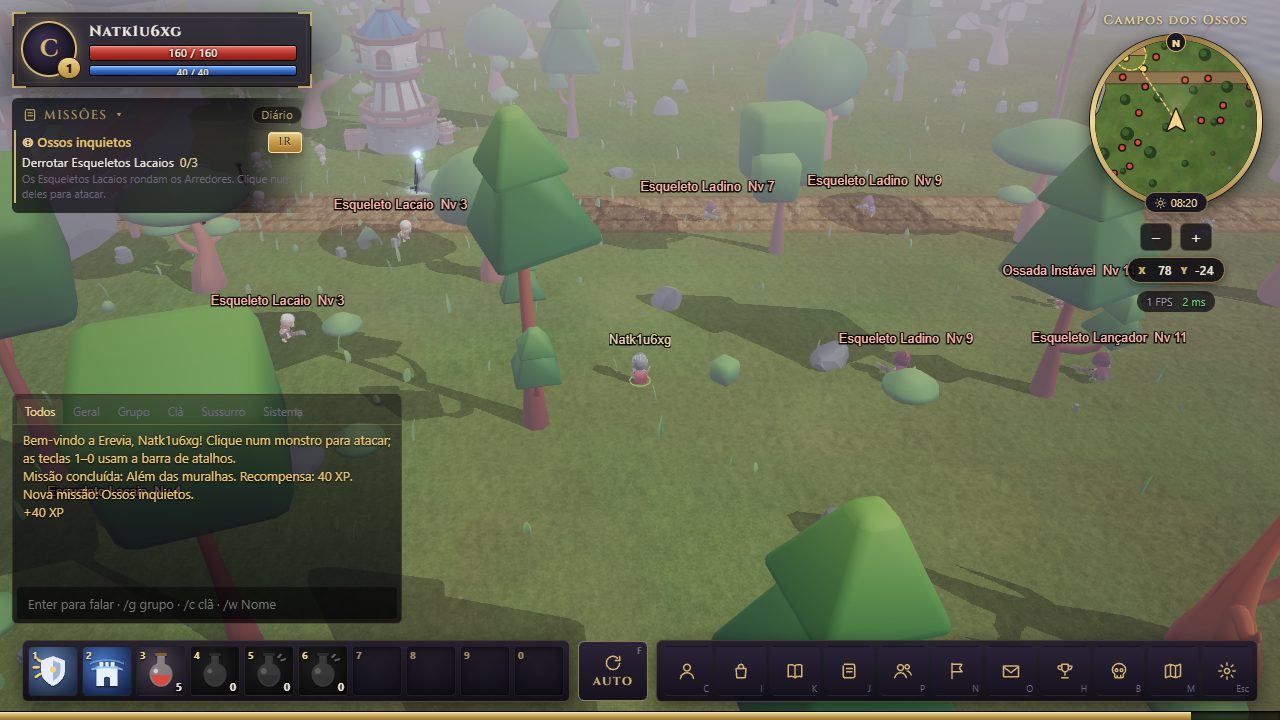 Natk1u6xg
C
1
160 / 160
40 / 40
MISSÕES
Diário
Ossos inquietos
IR
Derrotar Esqueletos Lacaios 0/3
Os Esqueletos Lacaios rondam os Arredores. Clique num
deles para atacar.
Campos dos Ossos
N
08:20
− +
X 78 Y -24
1 FPS 2 ms
Esqueleto Ladino Nv 7
Esqueleto Ladino Nv 9
Esqueleto Lacaio Nv 3
Ossada Instável Nv 1
Esqueleto Lacaio Nv 3
Natk1u6xg
Esqueleto Ladino Nv 9
Esqueleto Lançador Nv 11
Todos Geral Grupo Clã Sussurro Sistema
Bem-vindo a Erevia, Natk1u6xg! Clique num monstro para atacar;
as teclas 1–0 usam a barra de atalhos.
Missão concluída: Além das muralhas. Recompensa: 40 XP.
Nova missão: Ossos inquietos.
+40 XP
Enter para falar · /g grupo · /c clã · /w Nome
1 2 3 5 4 0 5 0 6 0 7 8 9 0
F
AUTO
C I K J P N O H B M Esc